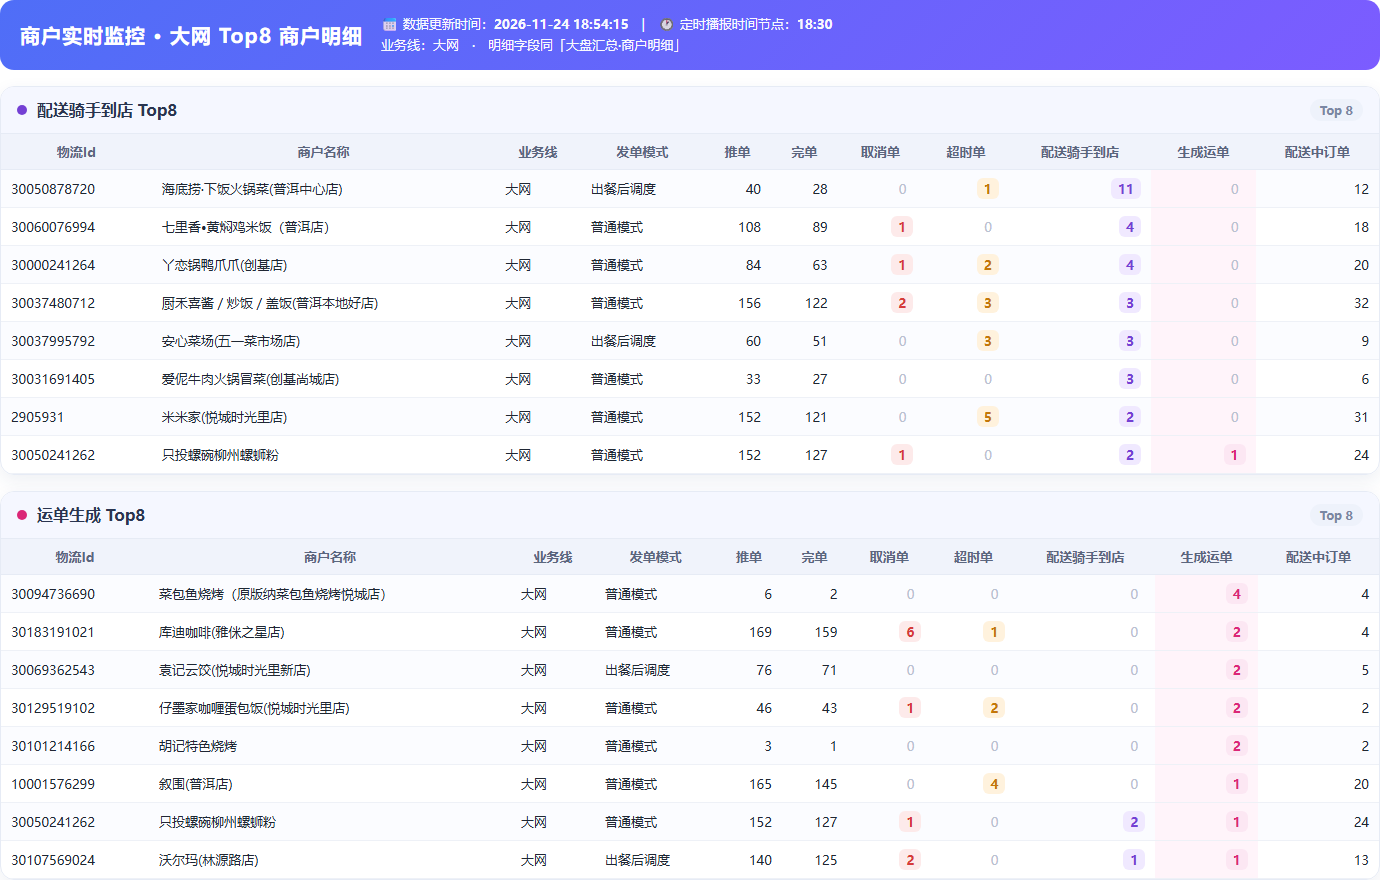 商户实时监控 · 大网 Top8 商户明细
数据更新时间：2026-11-24 18:54:15 | 定时播报时间节点：18:30
业务线：大网 · 明细字段同「大盘汇总·商户明细」
配送骑手到店 Top8 Top 8
物流Id 商户名称 业务线 发单模式 推单 完单 取消单 超时单 配送骑手到店 生成运单 配送中订单
30050878720 海底捞·下饭火锅菜(普洱中心店) 大网 出餐后调度 40 28 0 1 11 0 12
30060076994 七里香•黄焖鸡米饭（普洱店） 大网 普通模式 108 89 1 0 4 0 18
30000241264 丫恋锅鸭爪爪(创基店) 大网 普通模式 84 63 1 2 4 0 20
30037480712 厨禾喜酱 / 炒饭 / 盖饭(普洱本地好店) 大网 普通模式 156 122 2 3 3 0 32
30037995792 安心菜场(五一菜市场店) 大网 出餐后调度 60 51 0 3 3 0 9
30031691405 爱伲牛肉火锅冒菜(创基尚城店) 大网 普通模式 33 27 0 0 3 0 6
2905931 米米家(悦城时光里店) 大网 普通模式 152 121 0 5 2 0 31
30050241262 只投螺碗柳州螺蛳粉 大网 普通模式 152 127 1 0 2 1 24
运单生成 Top8 Top 8
物流Id 商户名称 业务线 发单模式 推单 完单 取消单 超时单 配送骑手到店 生成运单 配送中订单
30094736690 菜包鱼烧烤（原版纳菜包鱼烧烤悦城店） 大网 普通模式 6 2 0 0 0 4 4
30183191021 库迪咖啡(雅侎之星店) 大网 普通模式 169 159 6 1 0 2 4
30069362543 袁记云饺(悦城时光里新店) 大网 出餐后调度 76 71 0 0 0 2 5
30129519102 仔墨家咖喱蛋包饭(悦城时光里店) 大网 普通模式 46 43 1 2 0 2 2
30101214166 胡记特色烧烤 大网 普通模式 3 1 0 0 0 2 2
10001576299 叙围(普洱店) 大网 普通模式 165 145 0 4 0 1 20
30050241262 只投螺碗柳州螺蛳粉 大网 普通模式 152 127 1 0 2 1 24
30107569024 沃尔玛(林源路店) 大网 出餐后调度 140 125 2 0 1 1 13